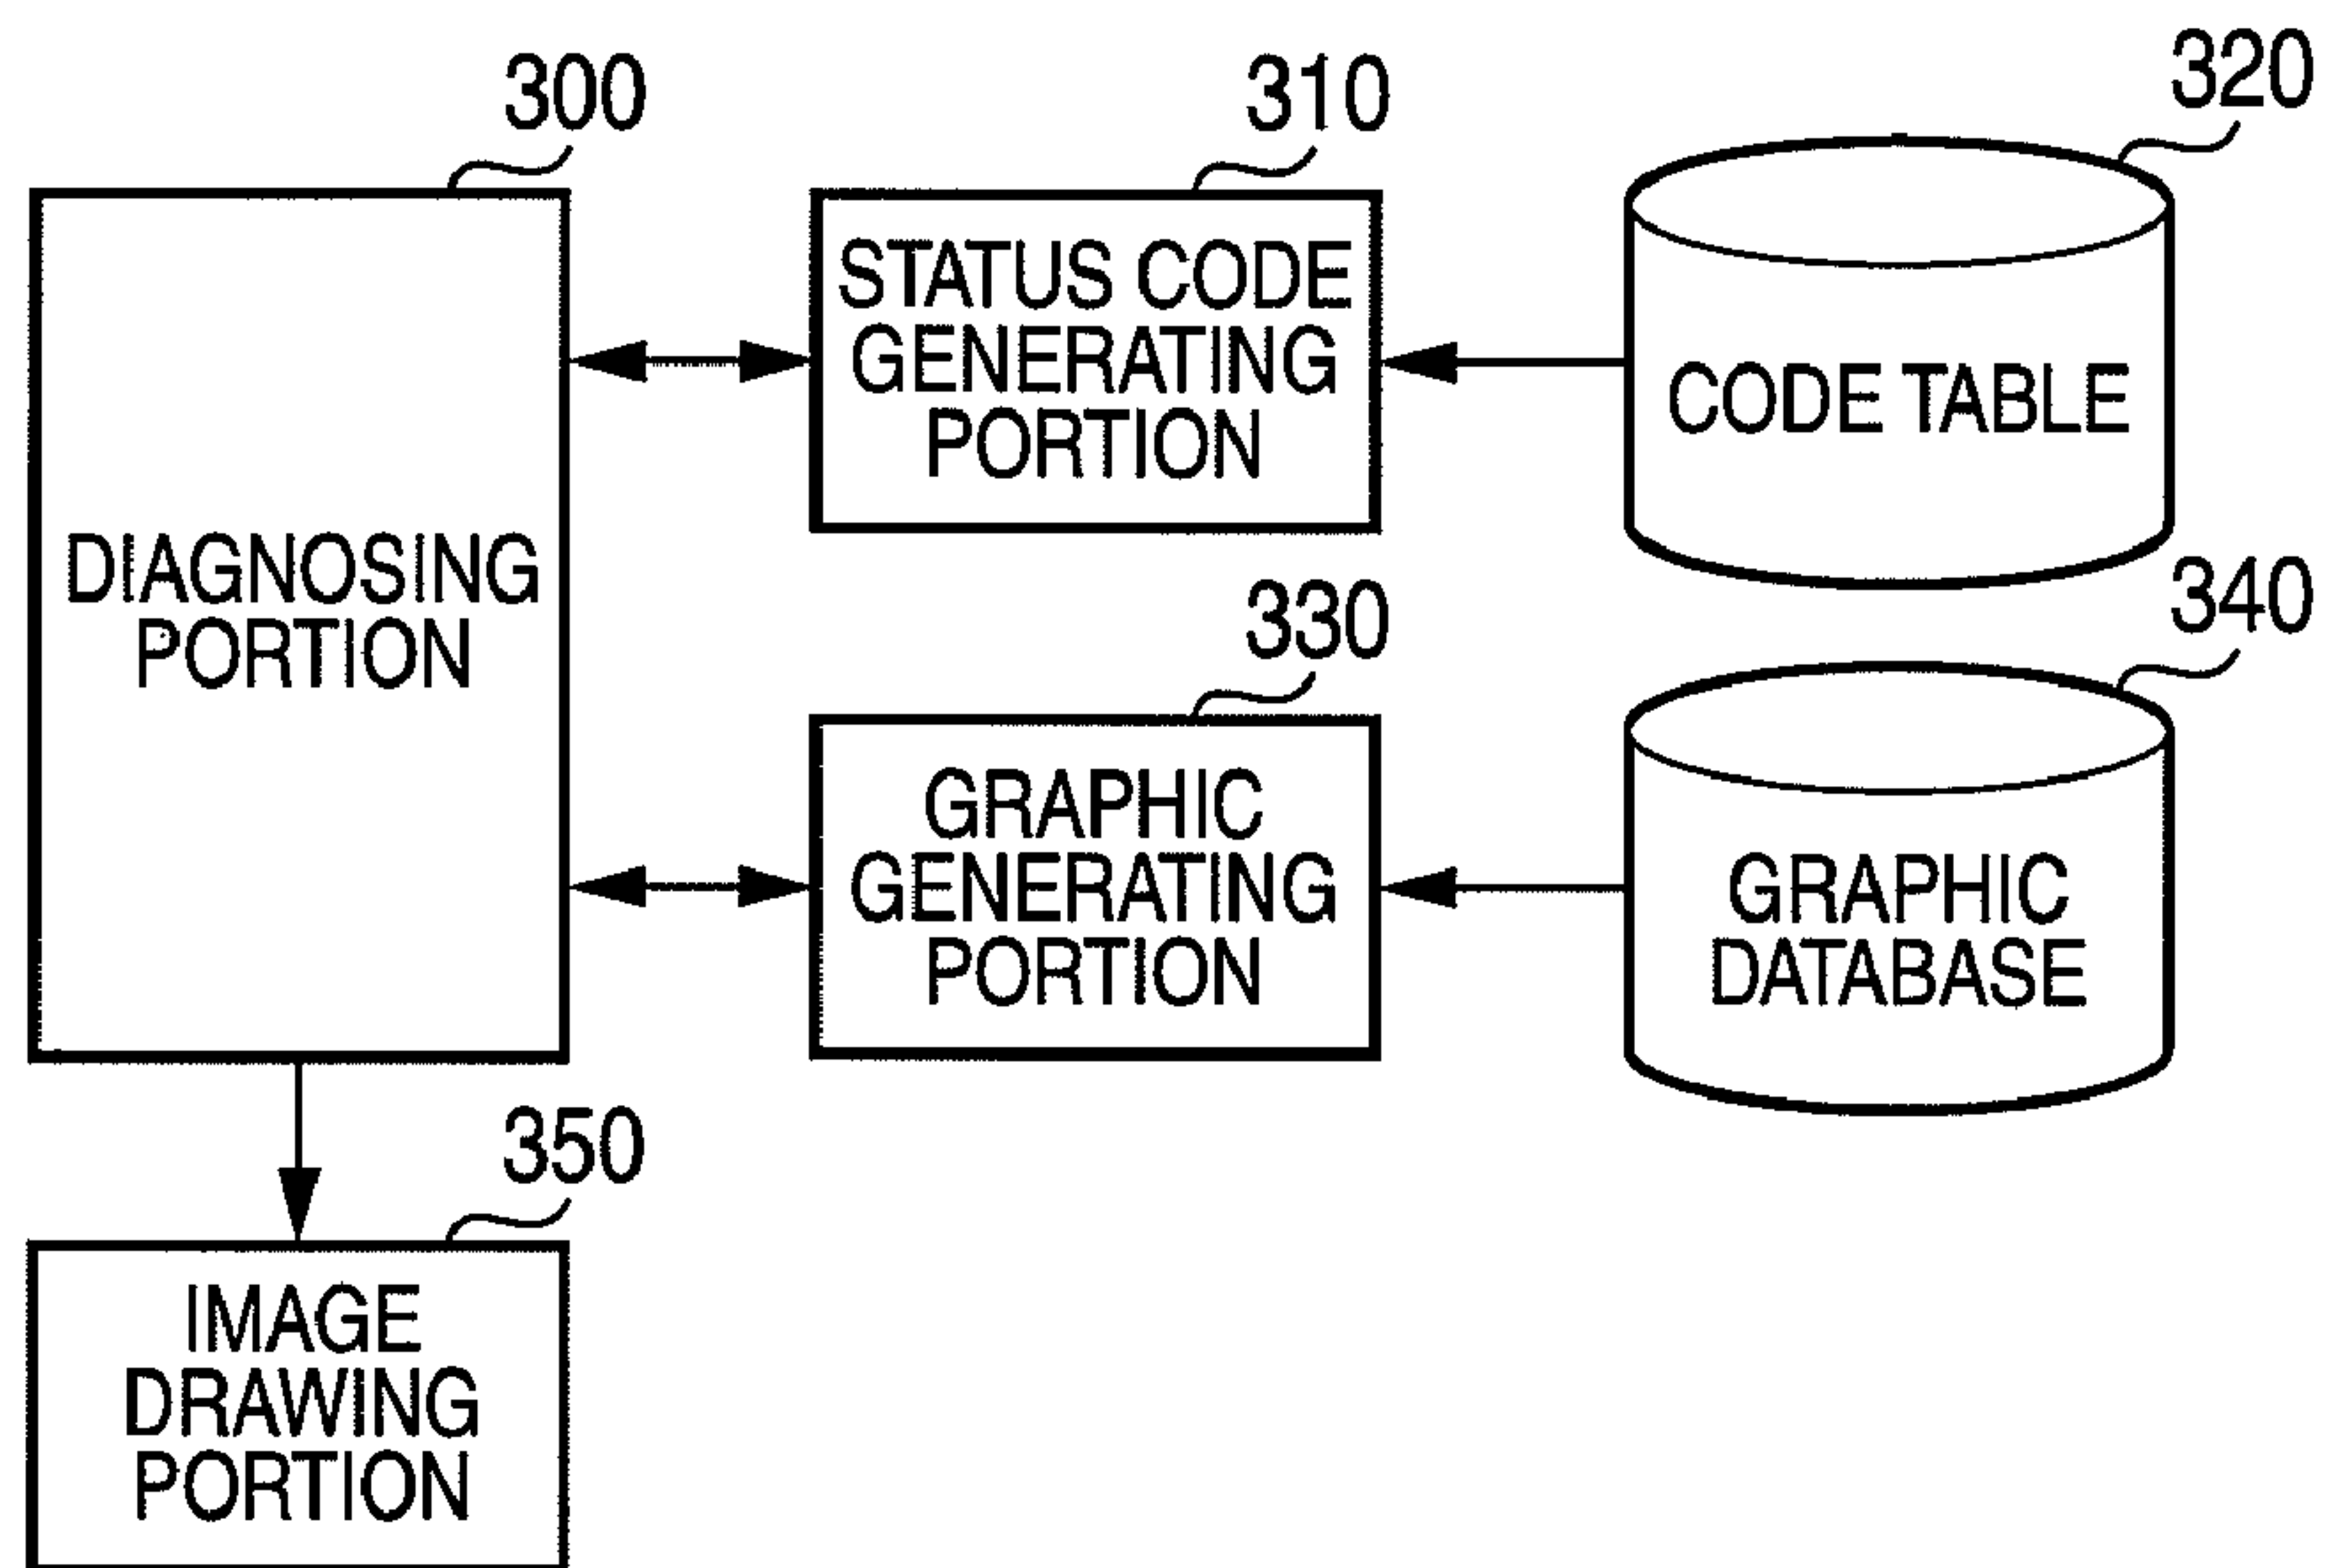 300
310
320
STATUS CODE
GENERATING
PORTION
CODE TABLE
DIAGNOSING
PORTION
330
340
GRAPHIC
GENERATING
PORTION
GRAPHIC
DATABASE
350
IMAGE
DRAWING
PORTION